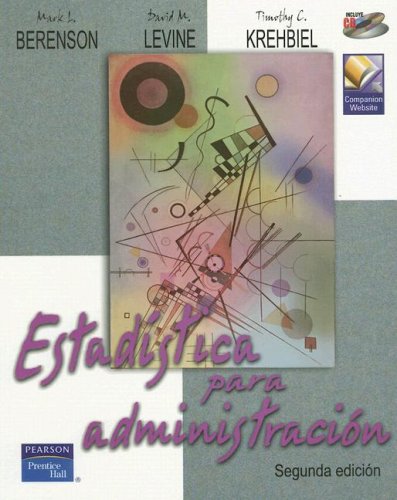 Mark L. BERENSON
David M. LEVINE
Timothy C. KREHBIEL
INCLUYE
CD
Companion
Website
Estadística
para
administración
Segunda edición
PEARSON
Prentice
Hall
®